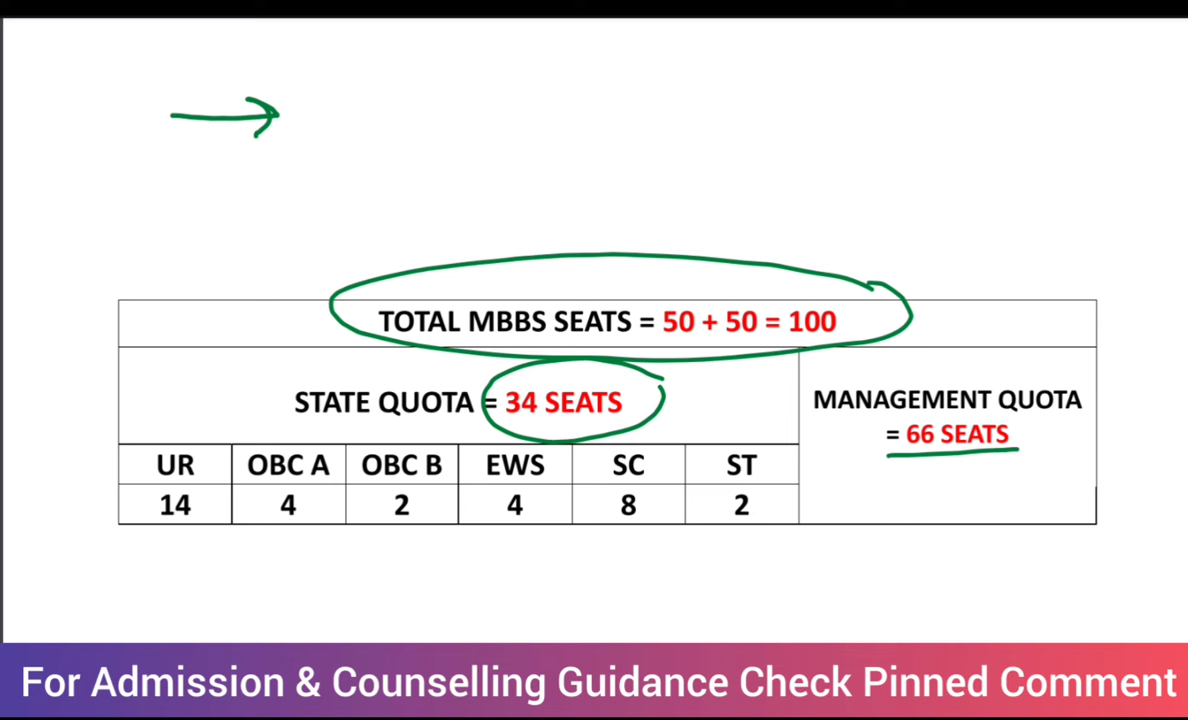 TOTAL MBBS SEATS = 50 + 50 = 100
STATE QUOTA = 34 SEATS
MANAGEMENT QUOTA
= 66 SEATS
UR OBC A OBC B EWS SC ST
14 4 2 4 8 2
For Admission & Counselling Guidance Check Pinned Comment